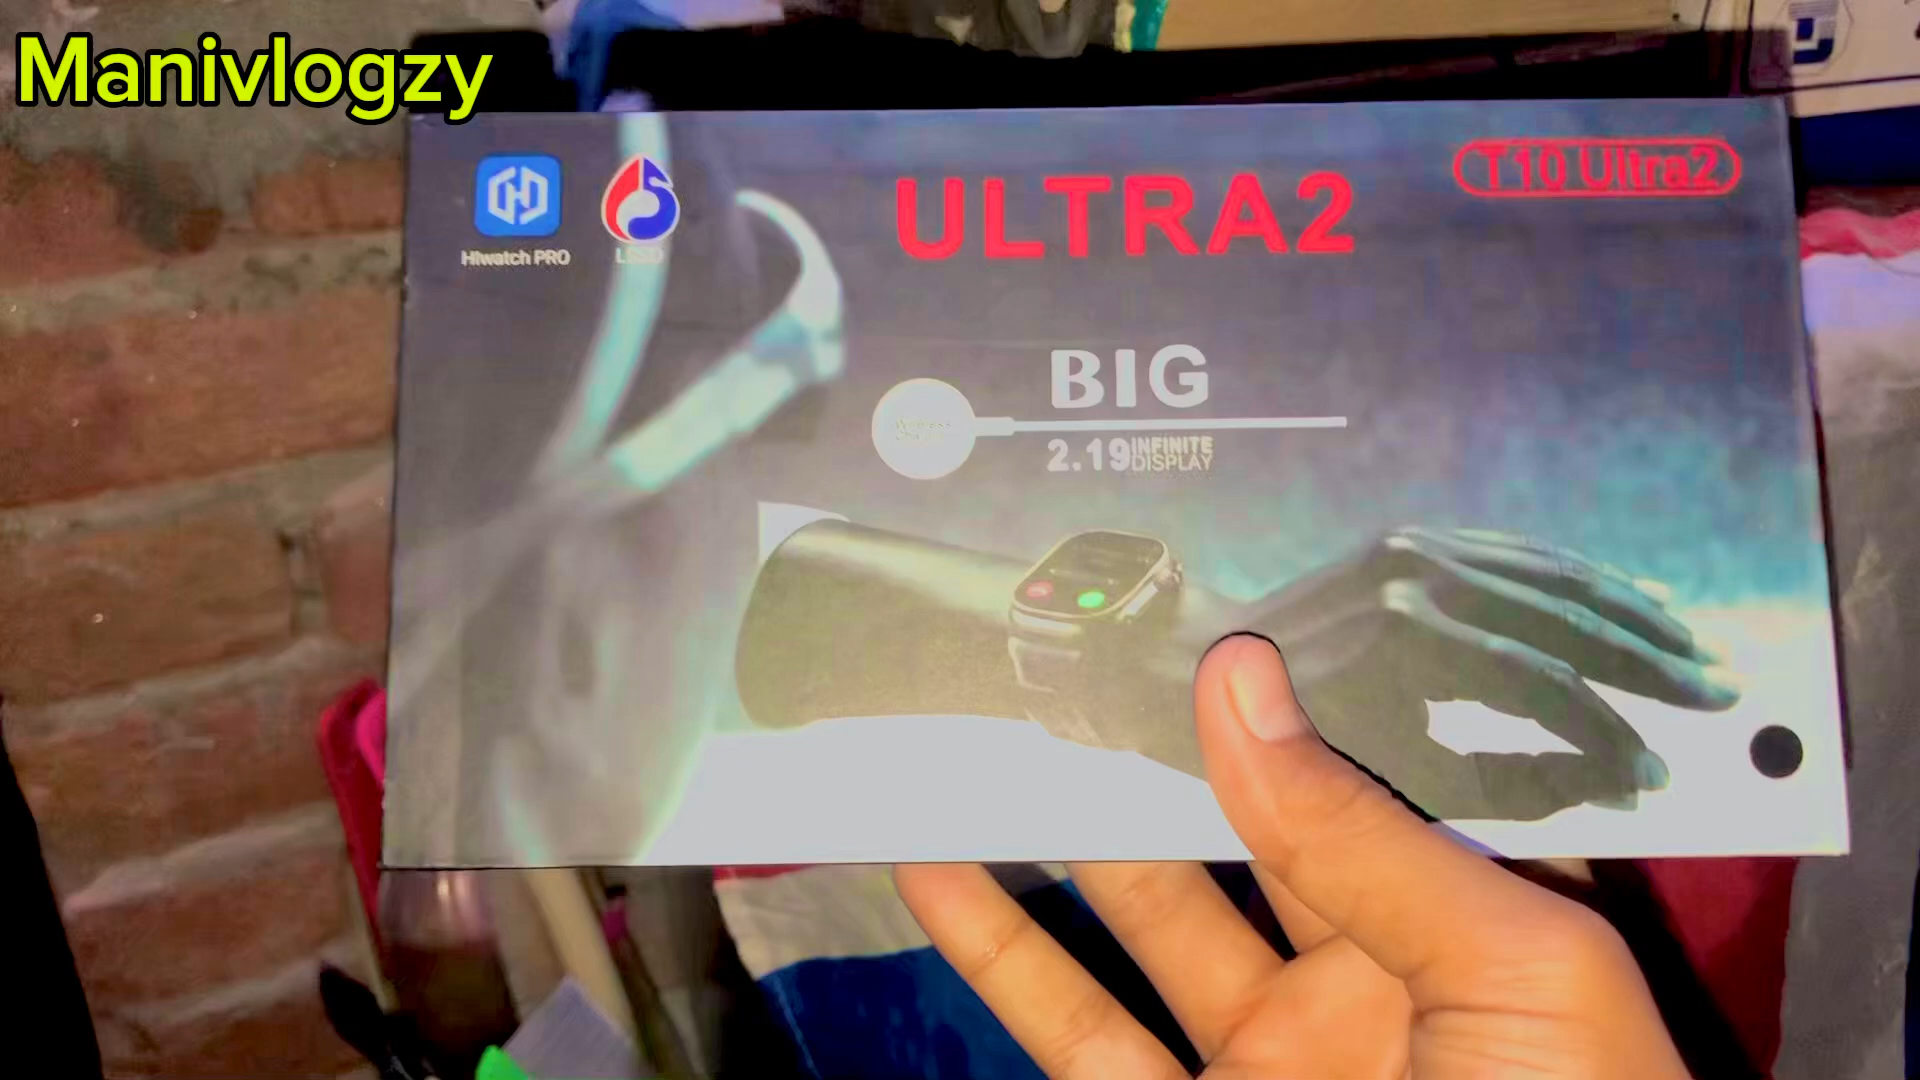 Manivlogzy
HIwatch PRO
ULTRA2
T10 Ultra2
BIG
2.19 INFINITE
DISPLAY